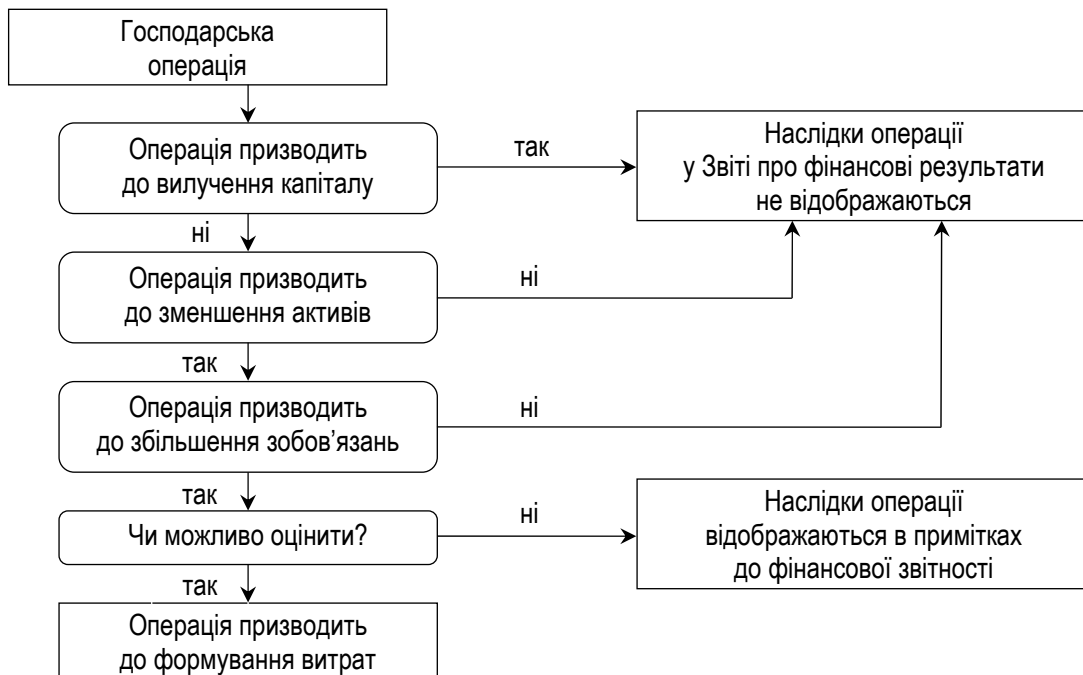 Господарська
операція
Операція призводить
до вилучення капіталу
так
Наслідки операції
у Звіті про фінансові результати
не відображаються
ні
Операція призводить
до зменшення активів
ні
так
Операція призводить
до збільшення зобов’язань
ні
так
Чи можливо оцінити?
ні
Наслідки операції
відображаються в примітках
до фінансової звітності
так
Операція призводить
до формування витрат